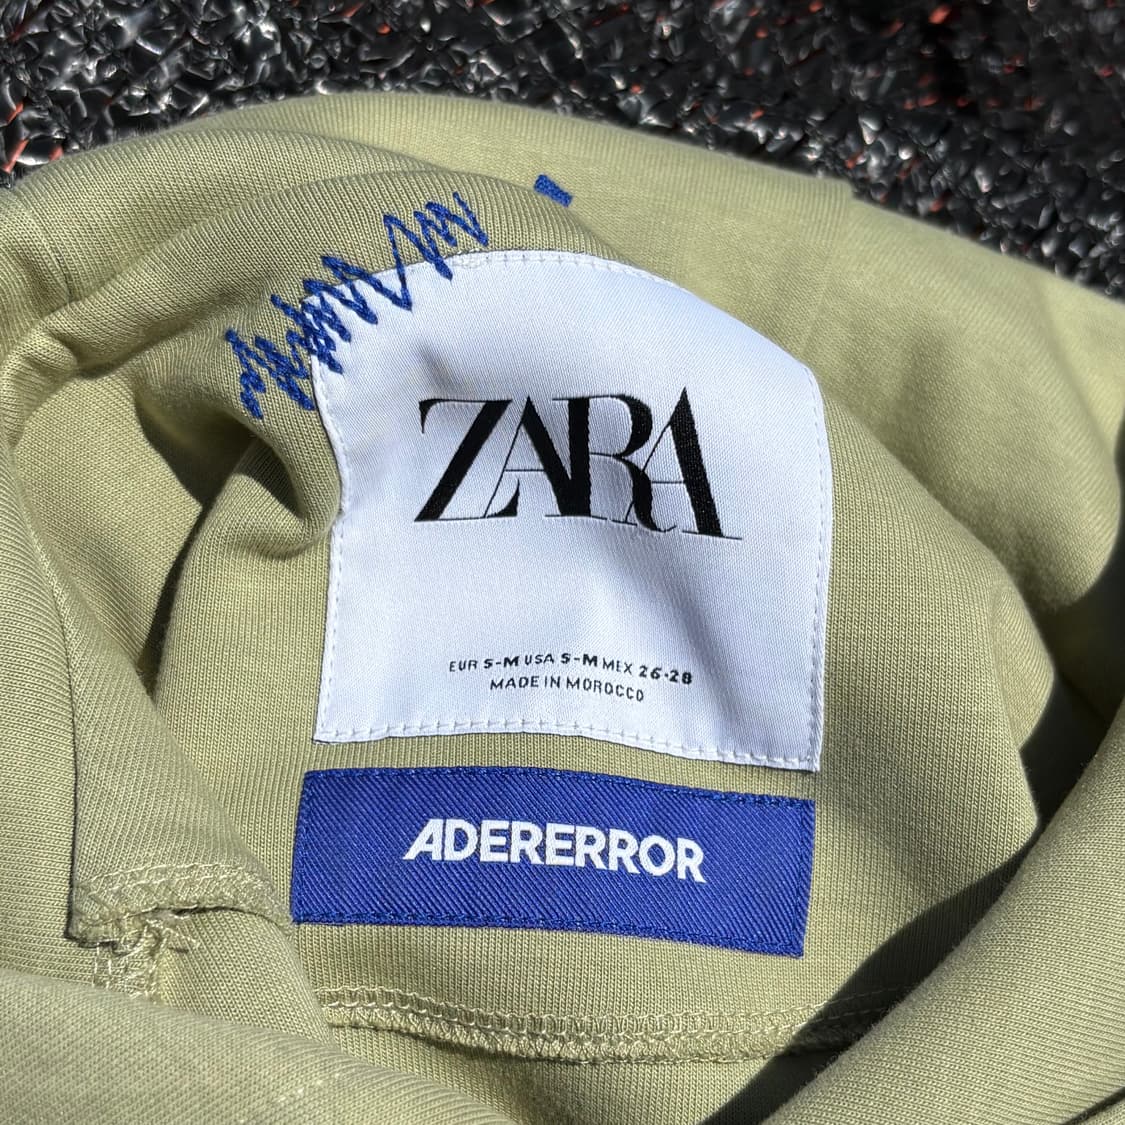 ZARA
EUR S-M USA S-M MEX 26-28
MADE IN MOROCCO
ADERERROR